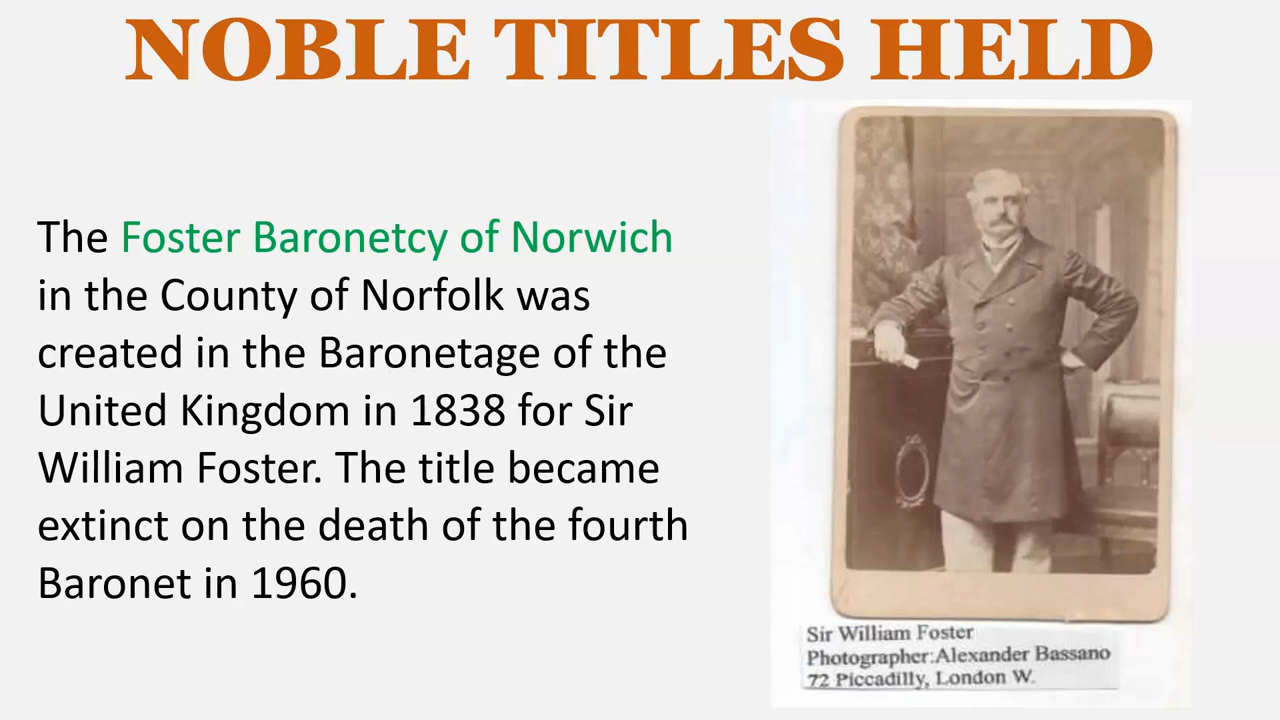 NOBLE TITLES HELD
The Foster Baronetcy of Norwich
in the County of Norfolk was
created in the Baronetage of the
United Kingdom in 1838 for Sir
William Foster. The title became
extinct on the death of the fourth
Baronet in 1960.
Sir William Foster
Photographer:Alexander Bassano
72 Piccadilly, London W.